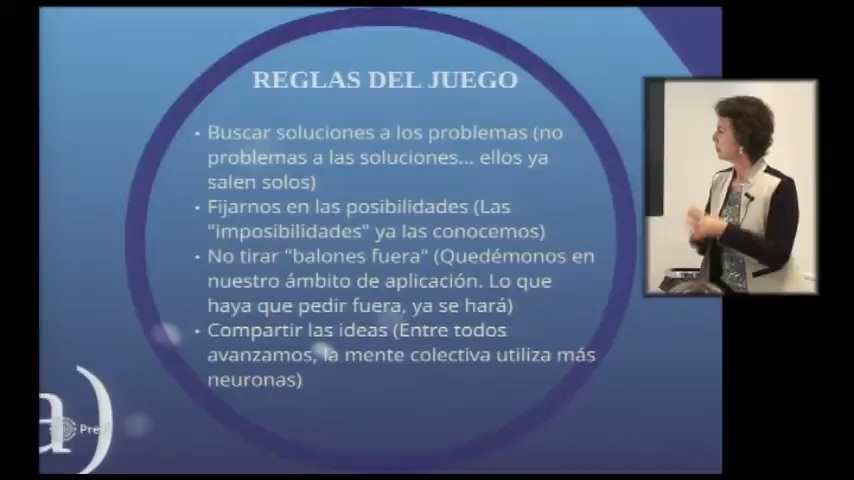 REGLAS DEL JUEGO
• Buscar soluciones a los problemas (no
problemas a las soluciones... ellos ya
salen solos)
• Fijarnos en las posibilidades (Las
"imposibilidades" ya las conocemos)
• No tirar "balones fuera" (Quedémonos en
nuestro ámbito de aplicación. Lo que
haya que pedir fuera, ya se hará)
• Compartir las ideas (Entre todos
avanzamos, la mente colectiva utiliza más
neuronas)
a)